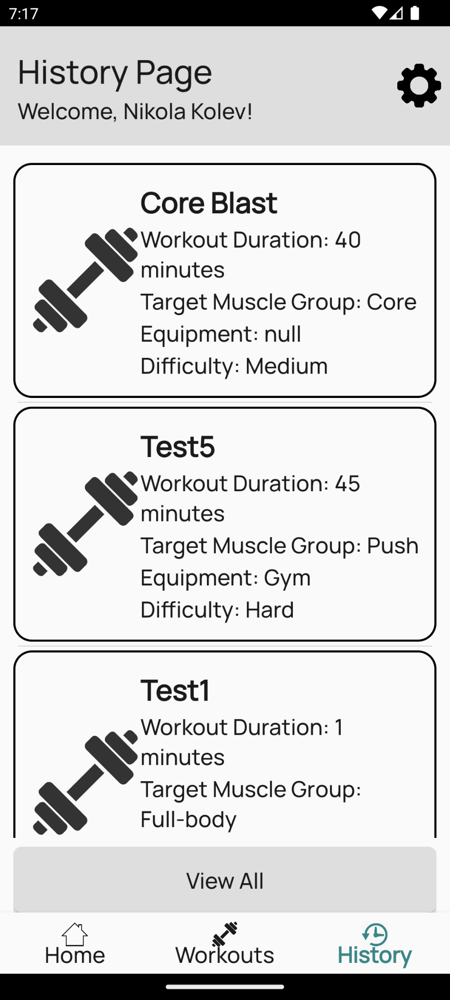 7:17
History Page
Welcome, Nikola Kolev!
Core Blast
Workout Duration: 40
minutes
Target Muscle Group: Core
Equipment: null
Difficulty: Medium
Test5
Workout Duration: 45
minutes
Target Muscle Group: Push
Equipment: Gym
Difficulty: Hard
Test1
Workout Duration: 1
minutes
Target Muscle Group:
Full-body
View All
Home
Workouts
History